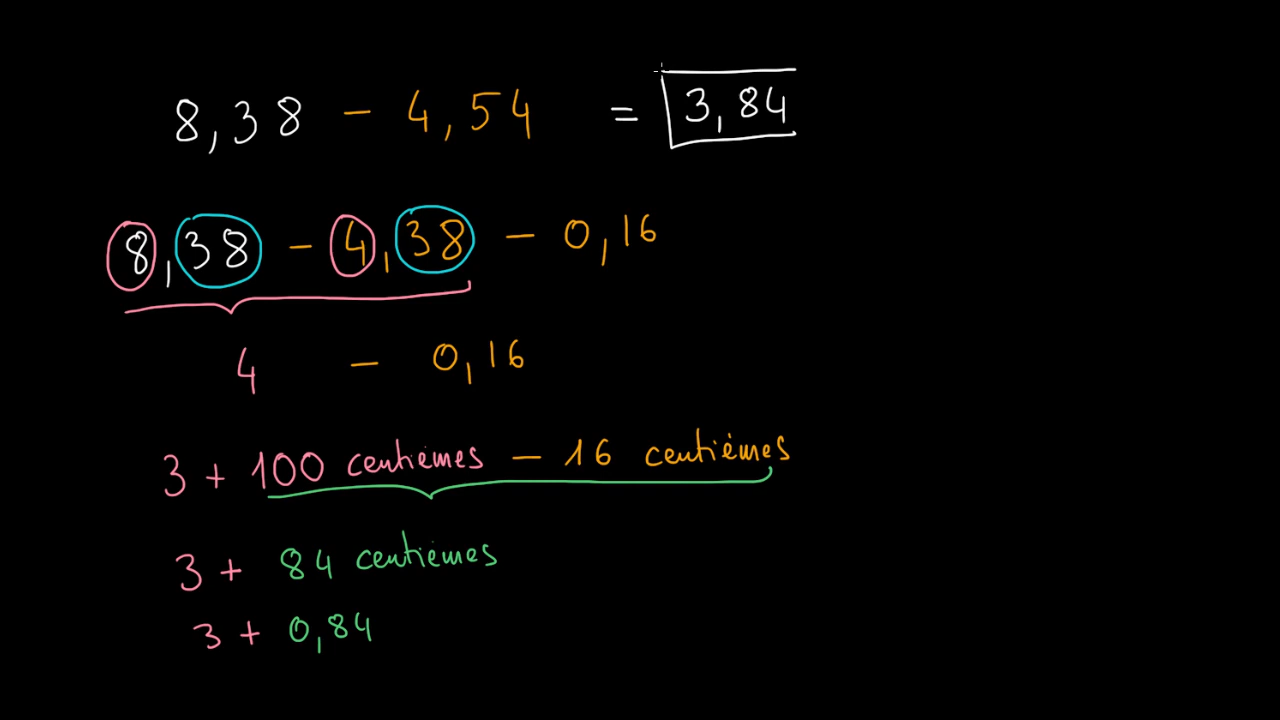 8,38 - 4,54 = 3,84
8,38 - 4,38 - 0,16
4 - 0,16
3 + 100 centièmes - 16 centièmes
3 + 84 centièmes
3 + 0,84